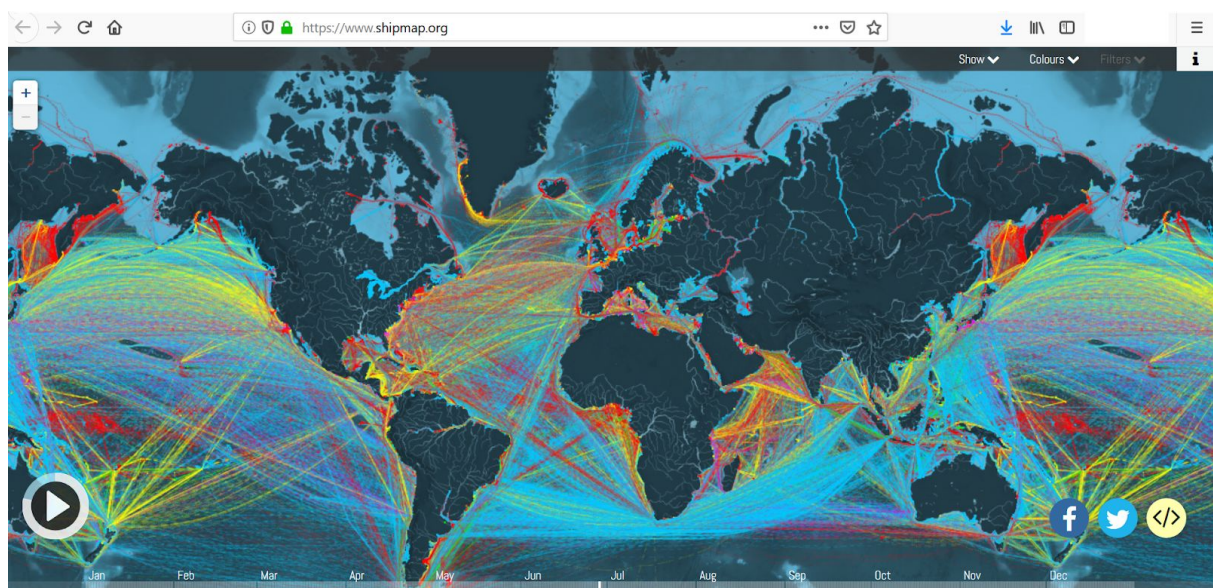 https://www.shipmap.org
Show Colours Filters i
+
−
f </>
Jan Feb Mar Apr May Jun Jul Aug Sep Oct Nov Dec